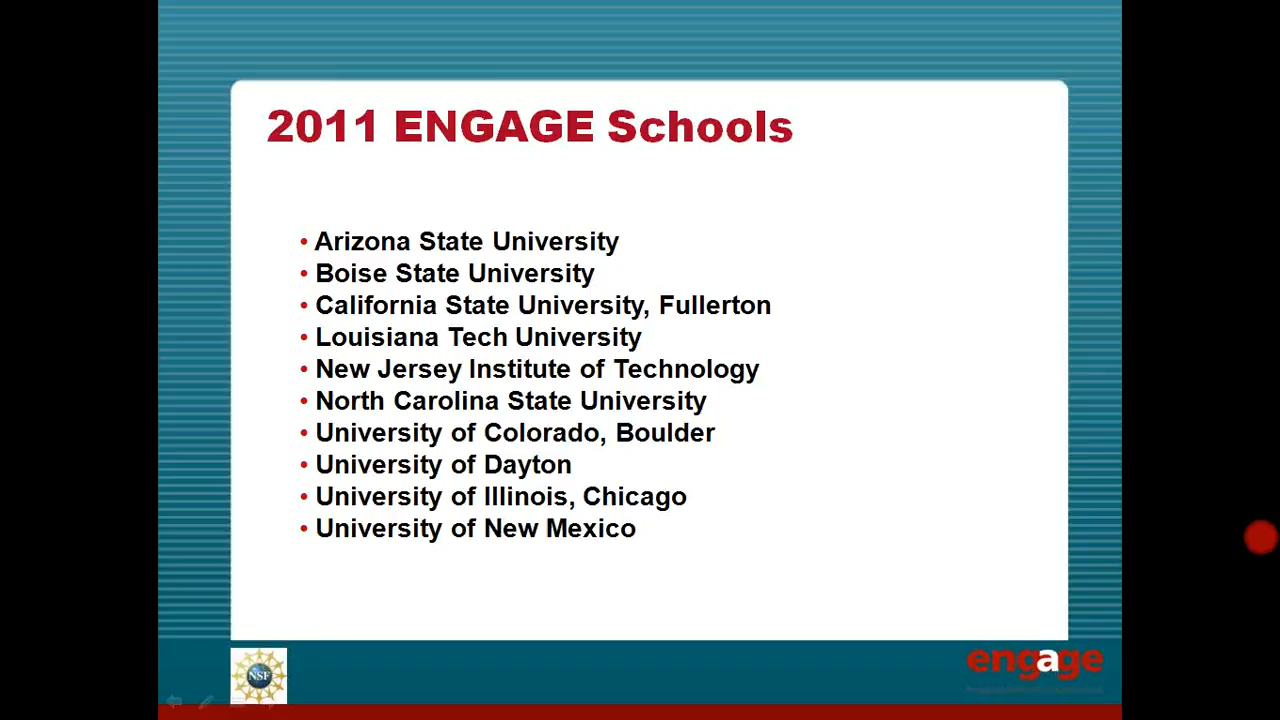 2011 ENGAGE Schools
• Arizona State University
• Boise State University
• California State University, Fullerton
• Louisiana Tech University
• New Jersey Institute of Technology
• North Carolina State University
• University of Colorado, Boulder
• University of Dayton
• University of Illinois, Chicago
• University of New Mexico
NSF
engage